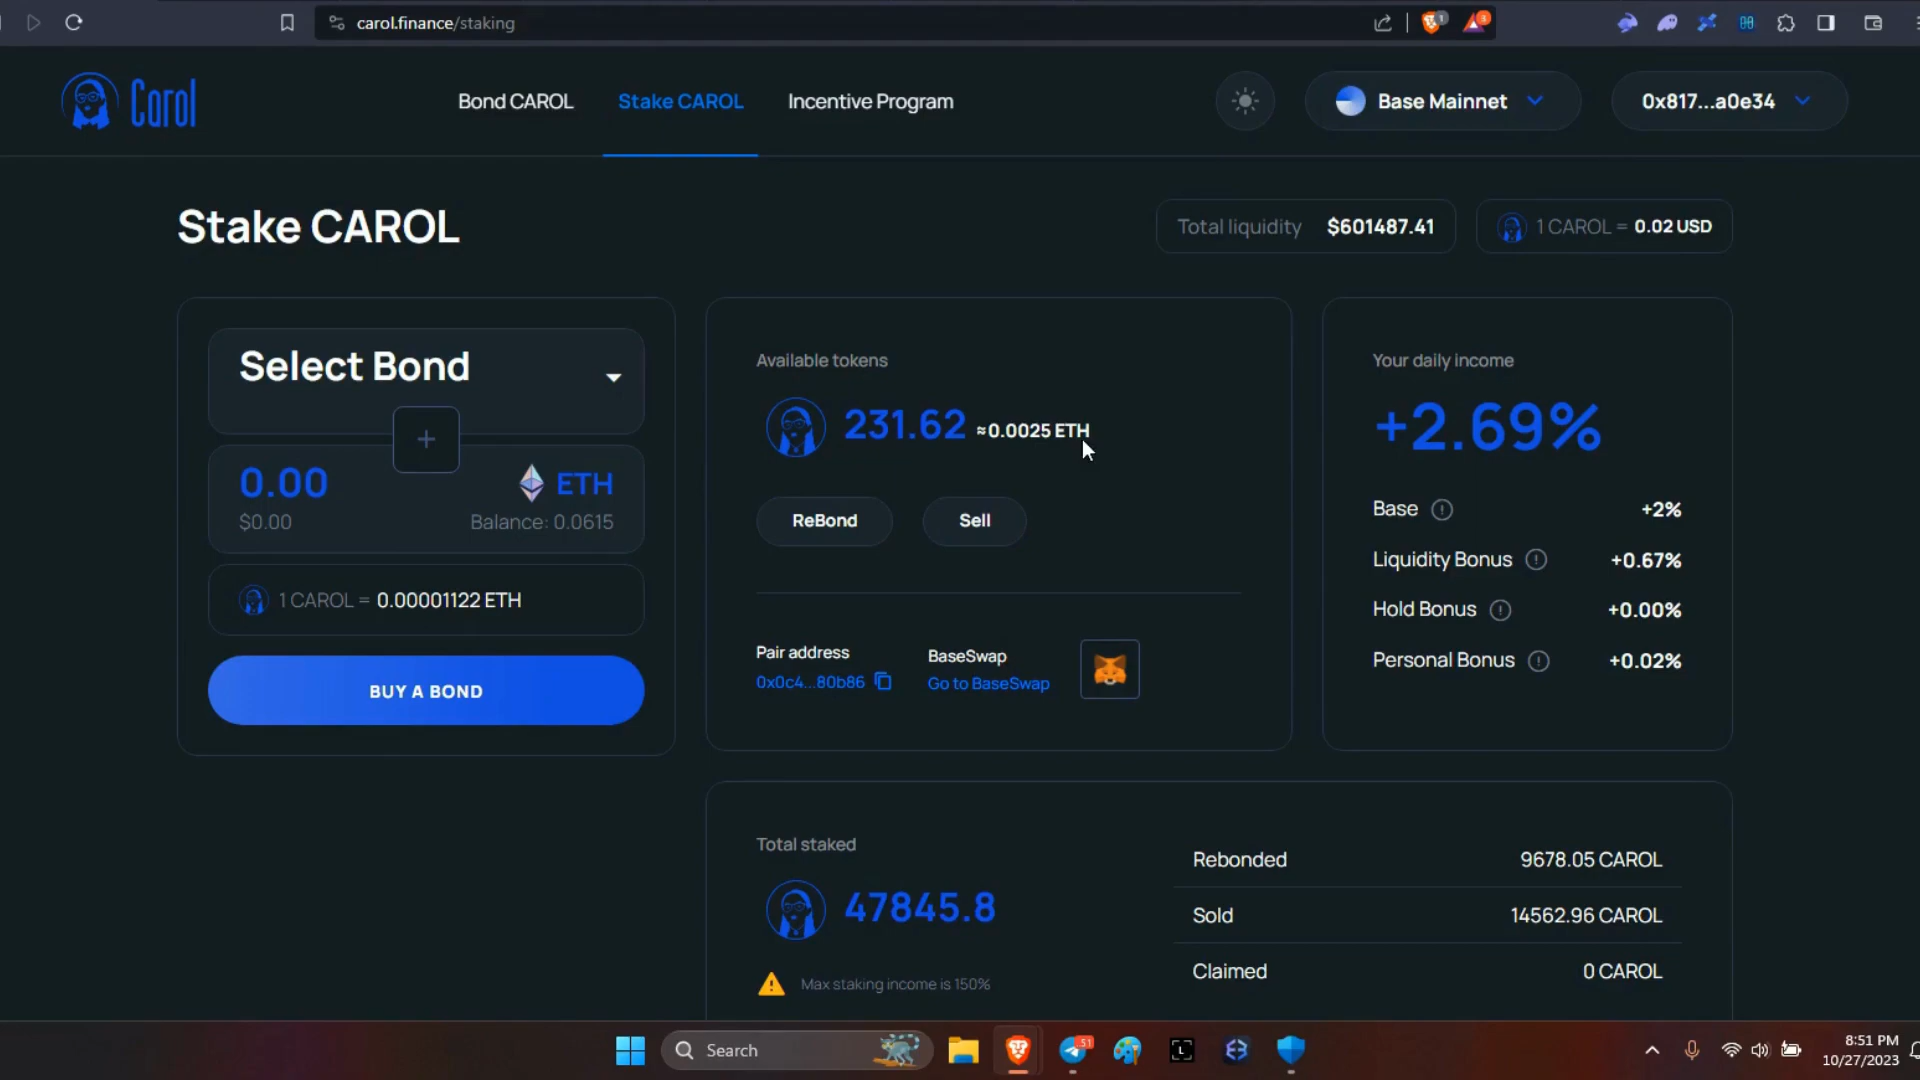 carol.finance/staking
1
3
Carol
Bond CAROL
Stake CAROL
Incentive Program
Base Mainnet
0x817...a0e34
Stake CAROL
Total liquidity $601487.41
1 CAROL = 0.02 USD
Select Bond
+
0.00
ETH
$0.00
Balance: 0.0615
1 CAROL = 0.00001122 ETH
BUY A BOND
Available tokens
231.62 ≈0.0025 ETH
ReBond
Sell
Pair address
0x0c4...80b86
BaseSwap
Go to BaseSwap
Your daily income
+2.69%
Base +2%
Liquidity Bonus +0.67%
Hold Bonus +0.00%
Personal Bonus +0.02%
Total staked
47845.8
Max staking income is 150%
Rebonded 9678.05 CAROL
Sold 14562.96 CAROL
Claimed 0 CAROL
Search
51
L
8:51 PM
10/27/2023